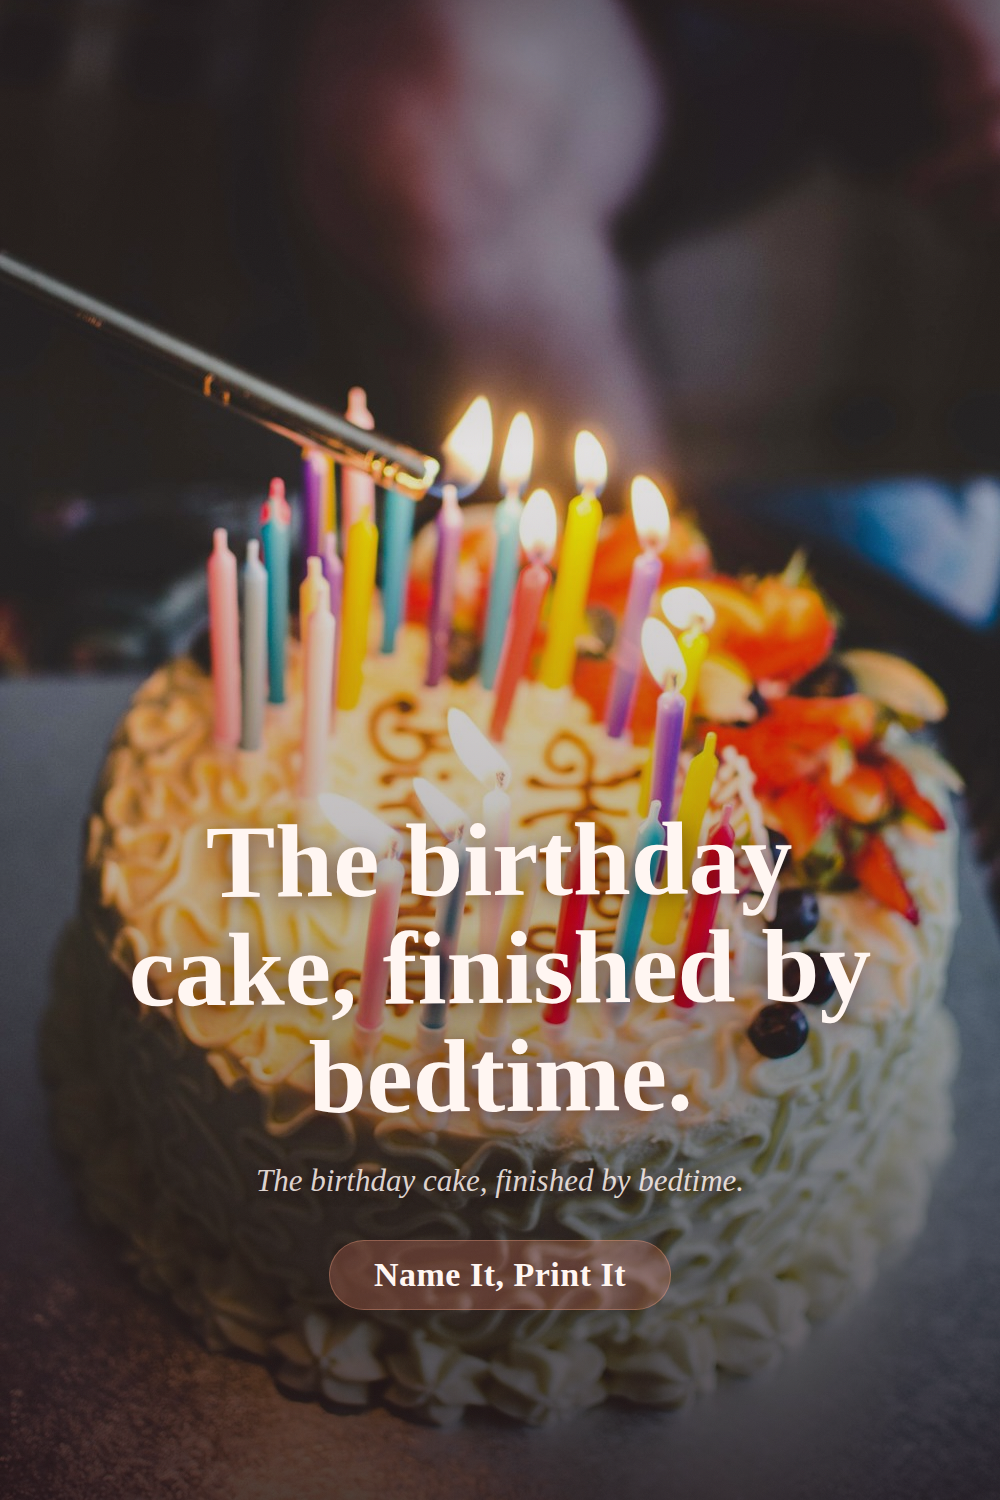 The birthday
cake, finished by
bedtime.
The birthday cake, finished by bedtime.
Name It, Print It